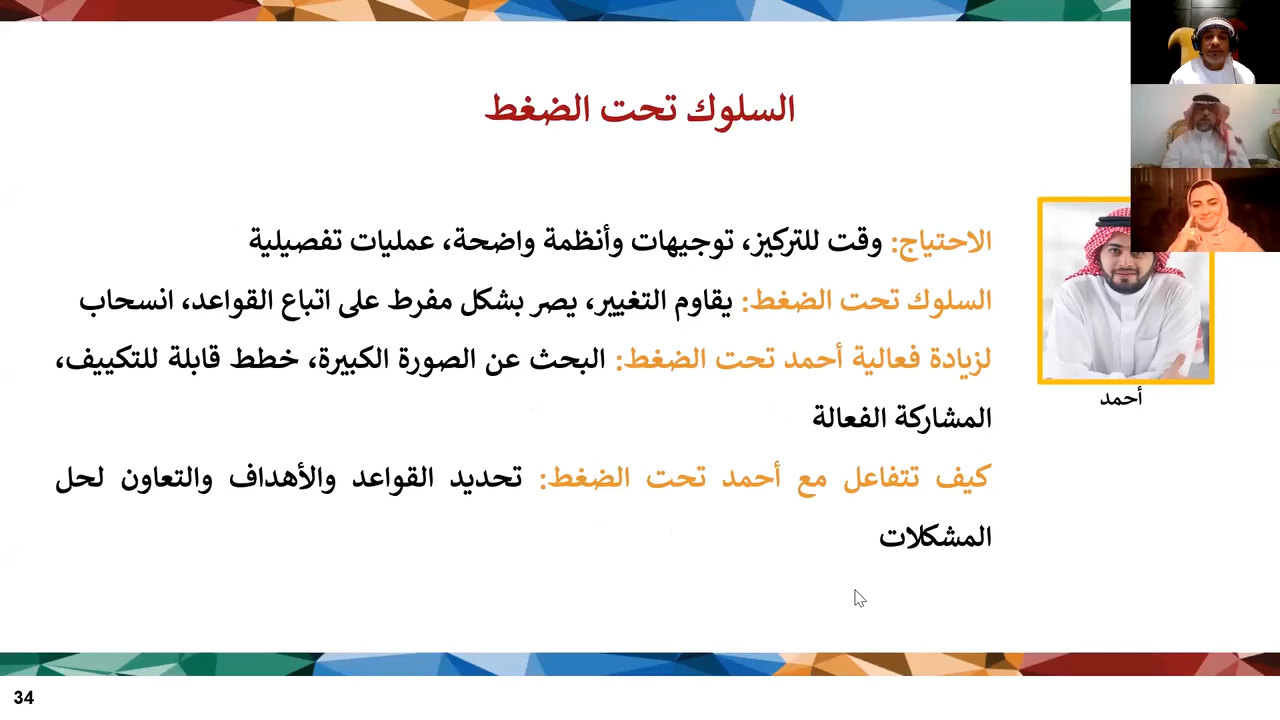 السلوك تحت الضغط
الاحتياج: وقت للتركيز، توجيهات وأنظمة واضحة، عمليات تفصيلية
السلوك تحت الضغط: يقاوم التغيير، يصر بشكل مفرط على اتباع القواعد، انسحاب
لزيادة فعالية أحمد تحت الضغط: البحث عن الصورة الكبيرة، خطط قابلة للتكييف،
المشاركة الفعالة
كيف تتفاعل مع أحمد تحت الضغط: تحديد القواعد والأهداف والتعاون لحل
المشكلات
أحمد
34